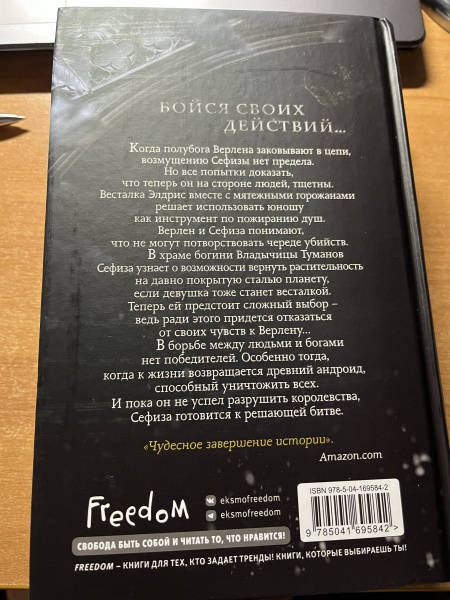 БОЙСЯ СВОИХ
ДЕЙСТВИЙ...
Когда полубога Верлена заковывают в цепи,
возмущению Сефизы нет предела.
Но все попытки доказать,
что теперь он на стороне людей, тщетны.
Весталка Элдрис вместе с мятежными горожанами
решает использовать юношу
как инструмент по пожиранию душ.
Верлен и Сефиза понимают,
что не могут потворствовать череде убийств.
В храме богини Владычицы Туманов
Сефиза узнает о возможности вернуть растительность
на давно покрытую сталью планету,
если девушка тоже станет весталкой.
Теперь ей предстоит сложный выбор –
ведь ради этого придется отказаться
от своих чувств к Верлену...
В борьбе между людьми и богами
нет победителей. Особенно тогда,
когда к жизни возвращается древний андроид,
способный уничтожить всех.
И пока он не успел разрушить королевства,
Сефиза готовится к решающей битве.
«Чудесное завершение истории».
Amazon.com
Freedom
eksmofreedom
eksmofreedom
ISBN 978-5-04-169584-2
9 785041 695842 >
СВОБОДА БЫТЬ СОБОЙ И ЧИТАТЬ ТО, ЧТО НРАВИТСЯ!
FREEDOM – КНИГИ ДЛЯ ТЕХ, КТО ЗАДАЕТ ТРЕНДЫ! КНИГИ, КОТОРЫЕ ВЫБИРАЕШЬ ТЫ!